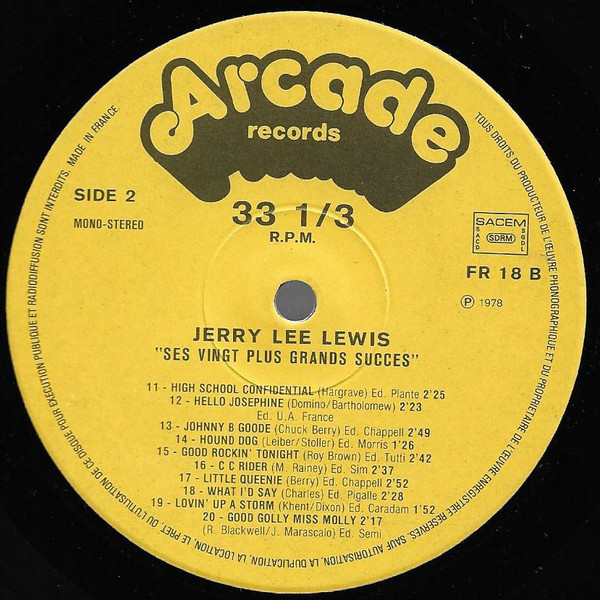 Arcade
records
SIDE 2
MONO-STEREO
33 1/3
R.P.M.
SACEM
SACD
SDRM
SGDL
FR 18 B
Ⓟ 1978
JERRY LEE LEWIS
"SES VINGT PLUS GRANDS SUCCES"
11 - HIGH SCHOOL CONFIDENTIAL (Hargrave) Ed. Plante 2'25
12 - HELLO JOSEPHINE (Domino/Bartholomew) 2'23
Ed. U.A. France
13 - JOHNNY B GOODE (Chuck Berry) Ed. Chappell 2'49
14 - HOUND DOG (Leiber/Stoller) Ed. Morris 1'26
15 - GOOD ROCKIN' TONIGHT (Roy Brown) Ed. Tutti 2'42
16 - C C RIDER (M. Rainey) Ed. Sim 2'37
17 - LITTLE QUEENIE (Berry) Ed. Chappell 2'52
18 - WHAT I'D SAY (Charles) Ed. Pigalle 2'28
19 - LOVIN' UP A STORM (Khent/Dixon) Ed. Caradam 1'52
20 - GOOD GOLLY MISS MOLLY 2'17
(R. Blackwell/J. Marascalo) Ed. Semi
TOUS DROITS DU PRODUCTEUR DE L'ŒUVRE PHONOGRAPHIQUE ET DU PROPRIETAIRE DE L'ŒUVRE ENREGISTREE RESERVES. SAUF AUTORISATION, LA DUPLICATION, LA LOCATION, LE PRET, OU L'UTILISATION DE CE DISQUE POUR EXECUTION PUBLIQUE ET RADIODIFFUSION SONT INTERDITS. MADE IN FRANCE.